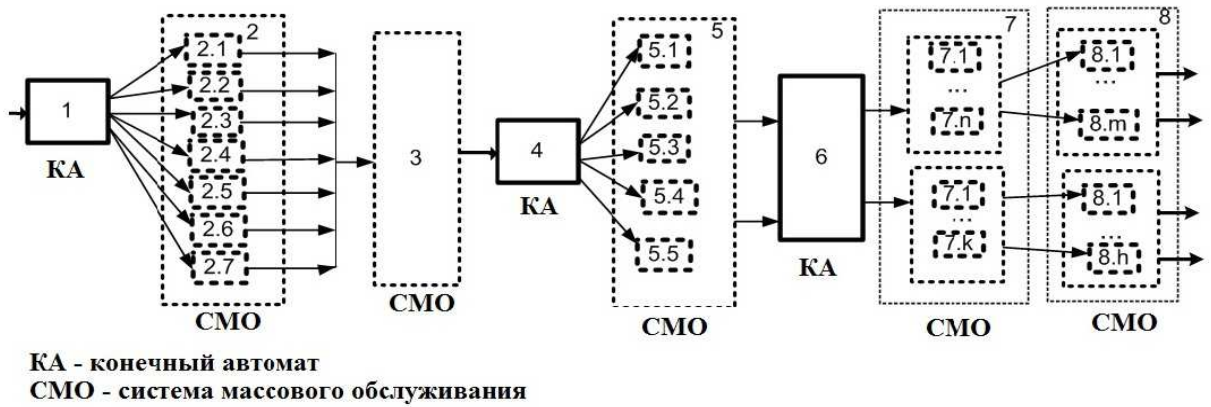 1
КА
2
2.1
2.2
2.3
2.4
2.5
2.6
2.7
СМО
3
СМО
4
КА
5
5.1
5.2
5.3
5.4
5.5
СМО
6
КА
7
7.1
...
7.n
7.1
...
7.k
СМО
8
8.1
...
8.m
8.1
...
8.h
СМО
КА - конечный автомат
СМО - система массового обслуживания